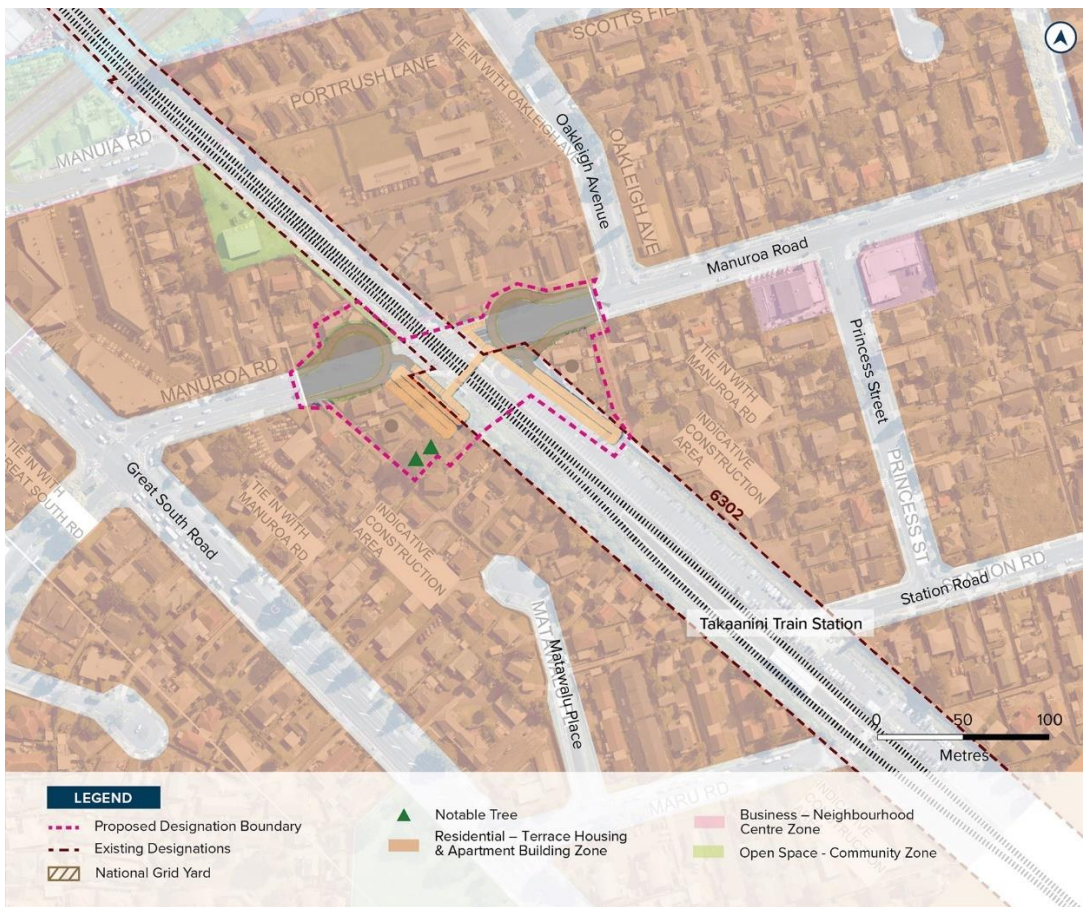 SCOTTS FIEL
PORTRUSH LANE
TIE IN WITH OAKLEIGH AVE
Oakleigh Avenue
OAKLEIGH AVE
MANUIA RD
Manuroa Road
MANUROA RD
TIE IN WITH
MANUROA RD
Princess Street
PRINCESS ST
INDICATIVE
CONSTRUCTION
AREA
6302
TIE IN WITH
GREAT SOUTH RD
Great South Road
TIE IN WITH
MANUROA RD
INDICATIVE
CONSTRUCTION
AREA
STATION RD
Station Road
Takaanini Train Station
Matawalu Place
0 50 100
Metres
MARU RD
LEGEND
Proposed Designation Boundary
Existing Designations
National Grid Yard
Notable Tree
Residential – Terrace Housing
& Apartment Building Zone
Business – Neighbourhood
Centre Zone
Open Space - Community Zone